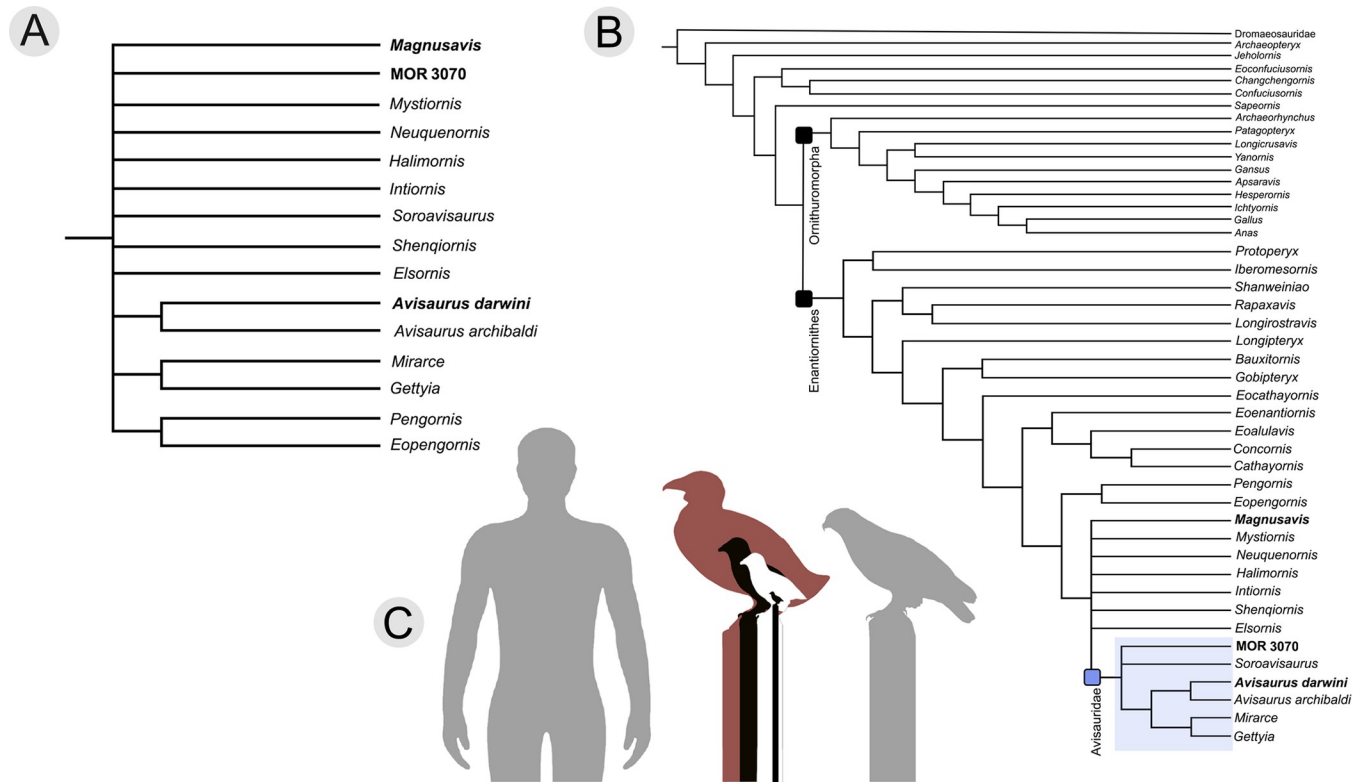 A
Magnusavis
MOR 3070
Mystiornis
Neuquenornis
Halimornis
Intiornis
Soroavisaurus
Shenqiornis
Elsornis
Avisaurus darwini
Avisaurus archibaldi
Mirarce
Gettyia
Pengornis
Eopengornis
B
Dromaeosauridae
Archaeopteryx
Jeholornis
Eoconfuciusornis
Changchengornis
Confuciusornis
Sapeornis
Archaeorhynchus
Patagopteryx
Longicrusavis
Yanornis
Gansus
Apsaravis
Hesperornis
Ichtyornis
Gallus
Anas
Ornithuromorpha
Protoperyx
Iberomesornis
Shanweiniao
Rapaxavis
Longirostravis
Longipteryx
Bauxitornis
Gobipteryx
Eocathayornis
Eoenantiornis
Eoalulavis
Concornis
Cathayornis
Pengornis
Eopengornis
Magnusavis
Mystiornis
Neuquenornis
Halimornis
Intiornis
Shenqiornis
Elsornis
MOR 3070
Soroavisaurus
Avisaurus darwini
Avisaurus archibaldi
Mirarce
Gettyia
Enantiornithes
Avisauridae
C